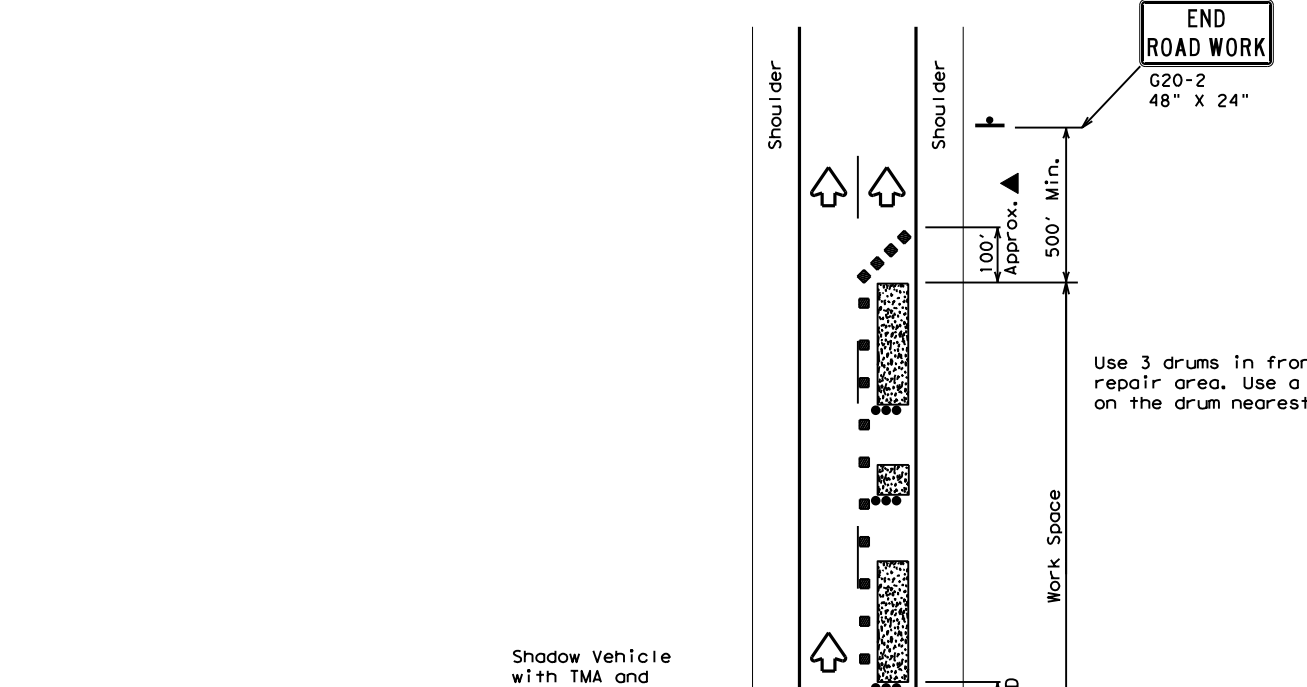 END
ROAD WORK
G20-2
48" X 24"
Shoulder
Shoulder
100'
Approx.
500' Min.
Use 3 drums in
repair area. Use a
on the drum nearest
Work Space
Shadow Vehicle
with TMA and
D